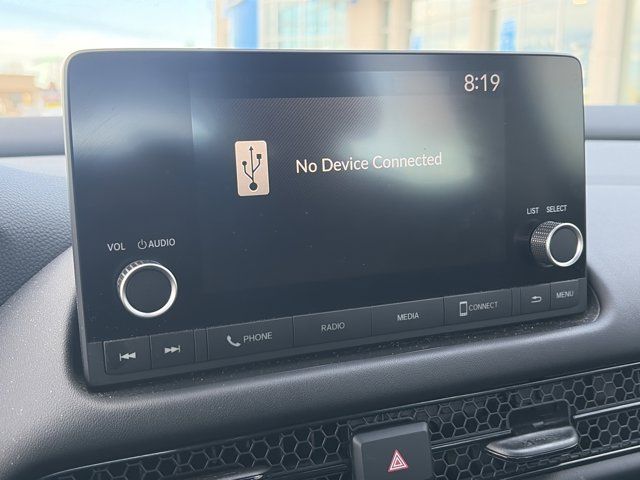 8:19
No Device Connected
LIST SELECT
VOL AUDIO
PHONE RADIO MEDIA CONNECT MENU